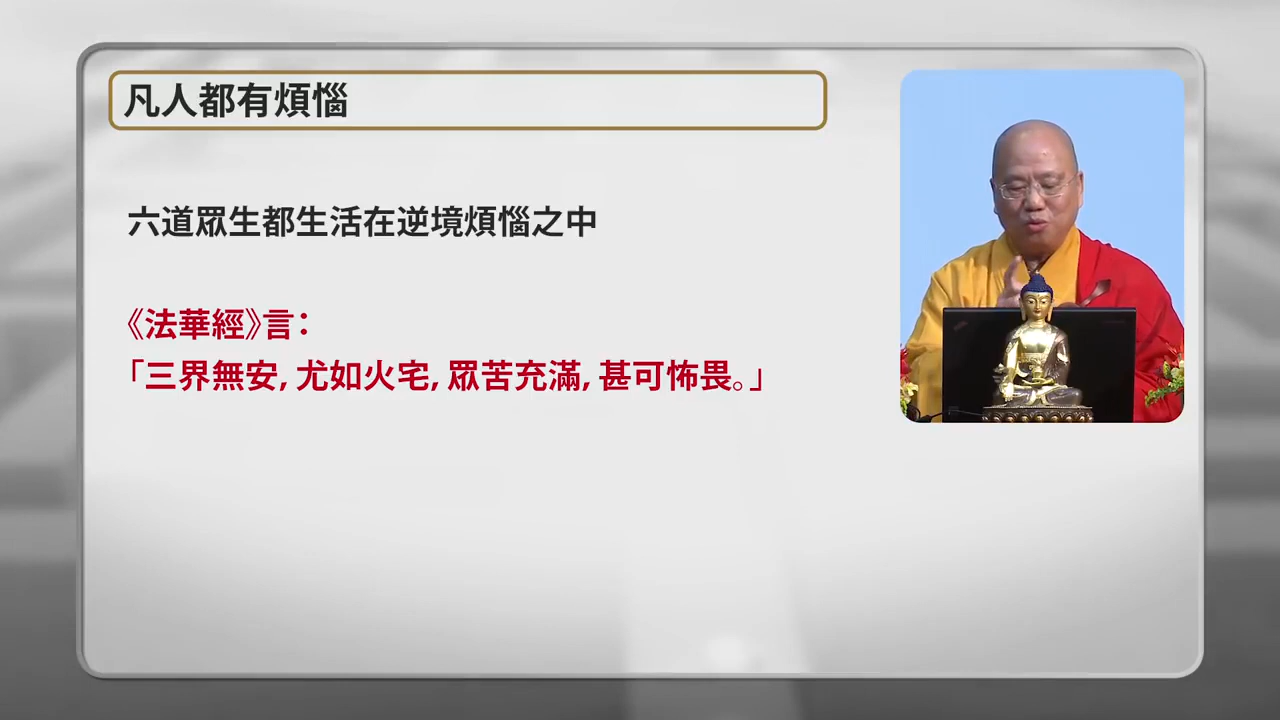 凡人都有煩惱
六道眾生都生活在逆境煩惱之中
《法華經》言：
「三界無安，尤如火宅，眾苦充滿，甚可怖畏。」